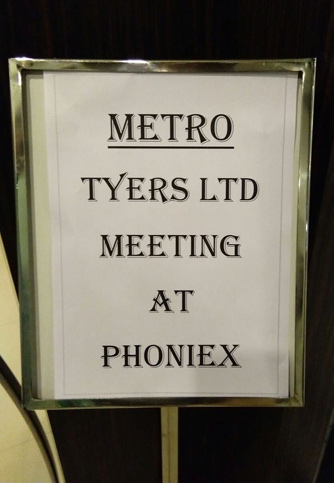 METRO
TYERS LTD
MEETING
AT
PHONIEX